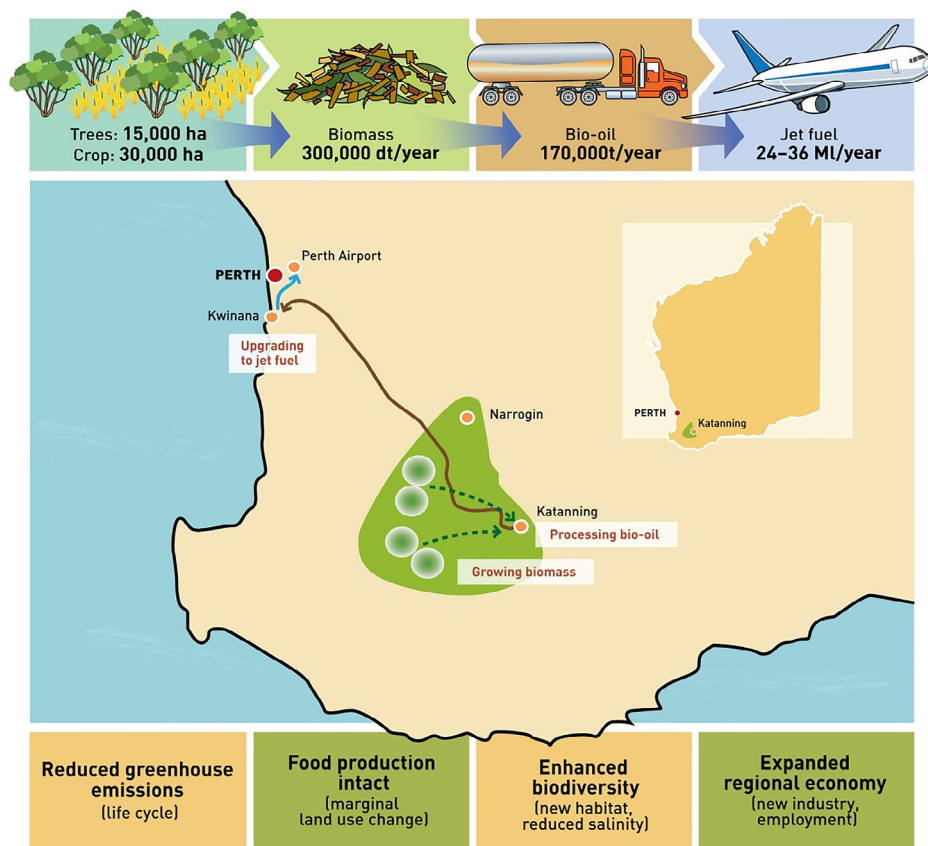 Trees: 15,000 ha
Crop: 30,000 ha
Biomass
300,000 dt/year
Bio-oil
170,000t/year
Jet fuel
24–36 Ml/year
PERTH
Perth Airport
Kwinana
Upgrading
to jet fuel
Narrogin
Katanning
Processing bio-oil
Growing biomass
PERTH
Katanning
Reduced greenhouse
emissions
(life cycle)
Food production
intact
(marginal
land use change)
Enhanced
biodiversity
(new habitat,
reduced salinity)
Expanded
regional economy
(new industry,
employment)